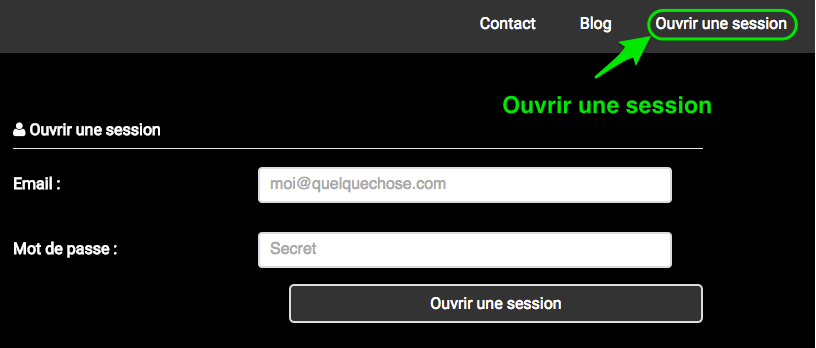 Contact Blog Ouvrir une session
Ouvrir une session
Ouvrir une session
Email :
moi@quelquechose.com
Mot de passe :
Secret
Ouvrir une session